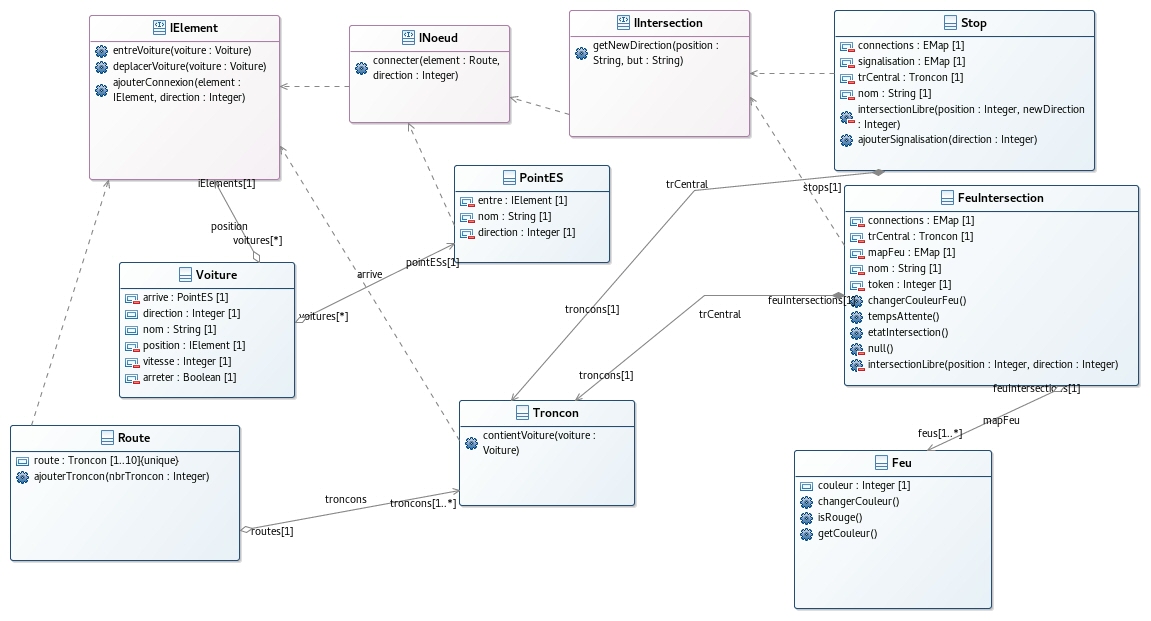 IElement
entreVoiture(voiture : Voiture)
deplacerVoiture(voiture : Voiture)
ajouterConnexion(element :
IElement, direction : Integer)
INoeud
connecter(element : Route,
direction : Integer)
IIntersection
getNewDirection(position :
String, but : String)
Stop
connections : EMap [1]
signalisation : EMap [1]
trCentral : Troncon [1]
nom : String [1]
intersectionLibre(position : Integer, newDirection
: Integer)
ajouterSignalisation(direction : Integer)
iElements[1]
position
voitures[*]
PointES
entre : IElement [1]
nom : String [1]
direction : Integer [1]
trCentral
stops[1]
FeuIntersection
connections : EMap [1]
trCentral : Troncon [1]
mapFeu : EMap [1]
nom : String [1]
token : Integer [1]
changerCouleurFeu()
tempsAttente()
etatIntersection()
null()
intersectionLibre(position : Integer, direction : Integer)
Voiture
arrive : PointES [1]
direction : Integer [1]
nom : String [1]
position : IElement [1]
vitesse : Integer [1]
arreter : Boolean [1]
pointESs[1]
arrive
voitures[*]
troncons[1]
feuIntersections[1]
trCentral
troncons[1]
feuIntersections[1]
mapFeu
feus[1..*]
Route
route : Troncon [1..10]{unique}
ajouterTroncon(nbrTroncon : Integer)
Troncon
contientVoiture(voiture :
Voiture)
troncons
troncons[1..*]
routes[1]
Feu
couleur : Integer [1]
changerCouleur()
isRouge()
getCouleur()